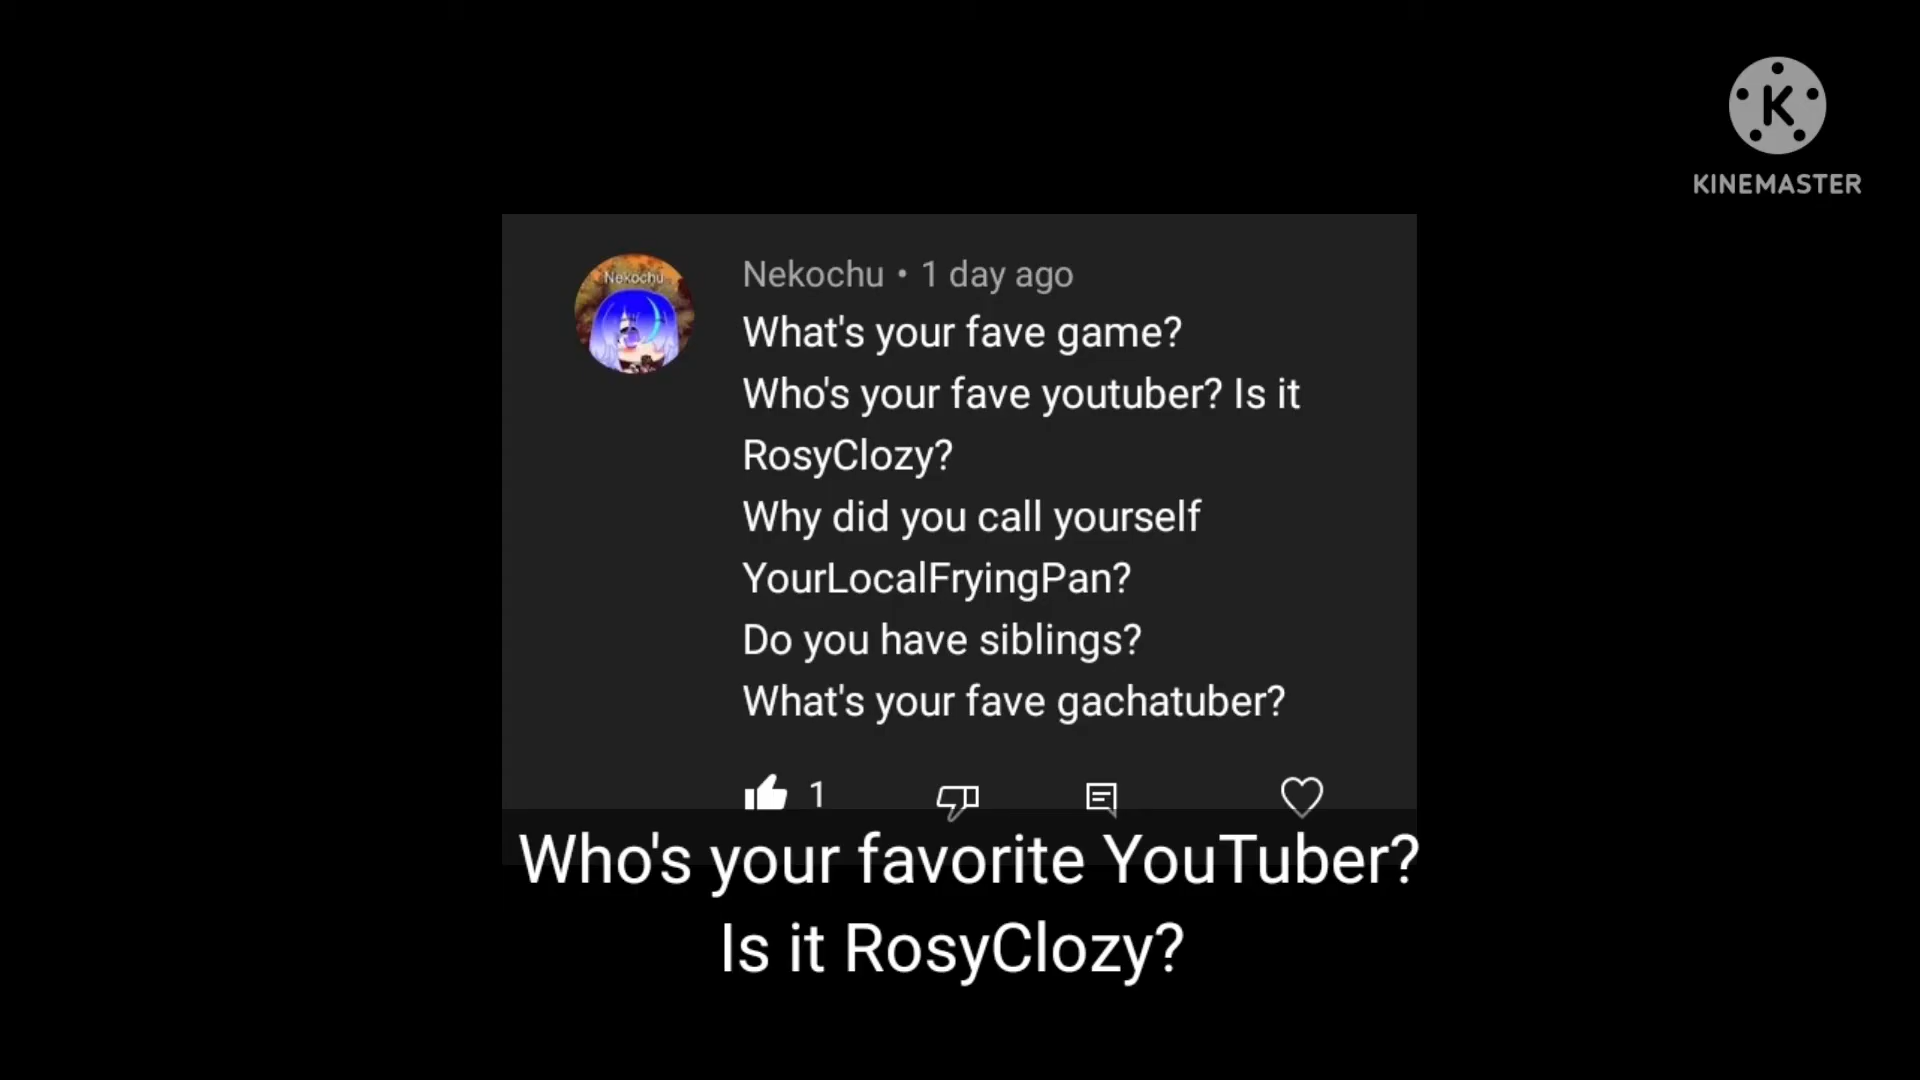 K
KINEMASTER
Nekochu
Nekochu • 1 day ago
What's your fave game?
Who's your fave youtuber? Is it
RosyClozy?
Why did you call yourself
YourLocalFryingPan?
Do you have siblings?
What's your fave gachatuber?
1
Who's your favorite YouTuber?
Is it RosyClozy?